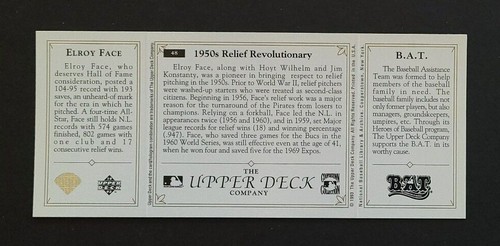 ELROY FACE
Elroy Face, who
deserves Hall of Fame
consideration, posted a
104-95 record with 193
saves, an unheard-of mark
for the era in which he
pitched. A four-time All-
Star, Face still holds N.L.
records with 574 games
finished, 802 games with
one club and 17
consecutive relief wins.
UPPER DECK
48
1950s Relief Revolutionary
Elroy Face, along with Hoyt Wilhelm and Jim
Konstanty, was a pioneer in bringing respect to relief
pitching in the 1950s. Prior to World War II, relief pitchers
were washed-up starters who were treated as second-class
citizens. Beginning in 1956, Face's relief work was a major
reason for the turnaround of the Pirates from losers to
champions. Relying on a forkball, Face led the N.L. in
appearances twice (1956 and 1960), and in 1959, set Major
League records for relief wins (18) and winning percentage
(.947). Face, who saved three games for the Bucs in the
1960 World Series, was still effective even at the age of 41,
when he won four and saved five for the 1969 Expos.
THE
UPPER DECK
COMPANY
COOPERSTOWN
COLLECTION
B.A.T.
The Baseball Assistance
Team was formed to help
members of the baseball
family in need. The
baseball family includes not
only former players, but also
managers, groundskeepers,
umpires, etc. Through its
Heroes of Baseball program,
The Upper Deck Company
supports the B.A.T. in its
worthy cause.
BAT